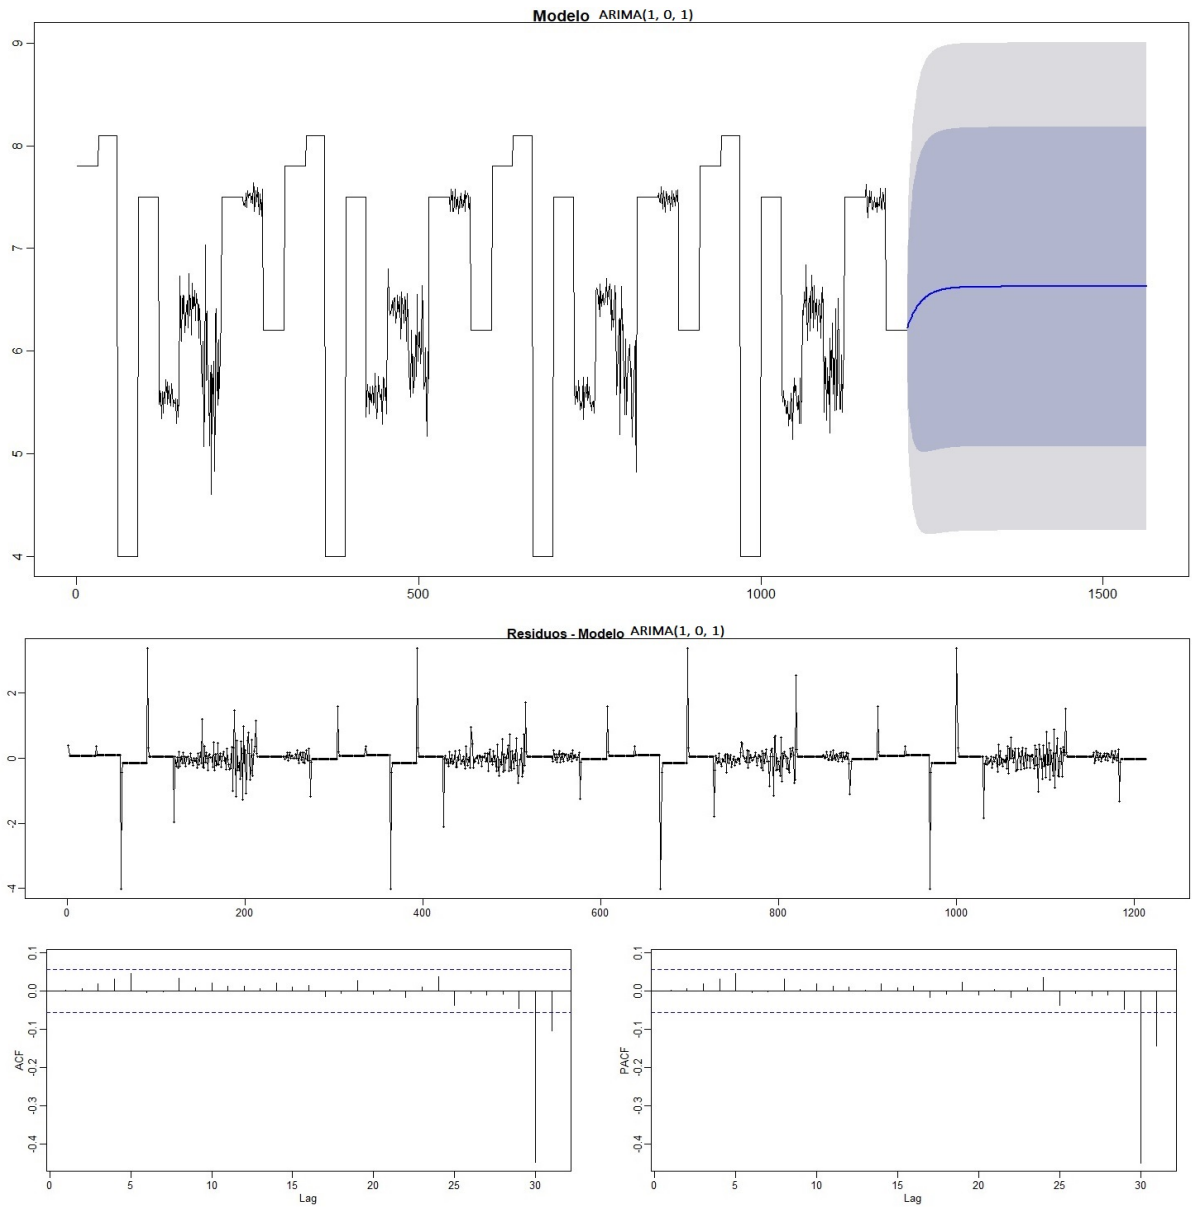 Modelo ARIMA(1, 0, 1)
9
8
7
6
5
4
0 500 1000 1500
Residuos - Modelo ARIMA(1, 0, 1)
2
0
-2
-4
0 200 400 600 800 1000 1200
0.1
0.0
-0.1
-0.2
-0.3
-0.4
ACF
0 5 10 15 20 25 30
Lag
0.1
0.0
-0.1
-0.2
-0.3
-0.4
PACF
0 5 10 15 20 25 30
Lag